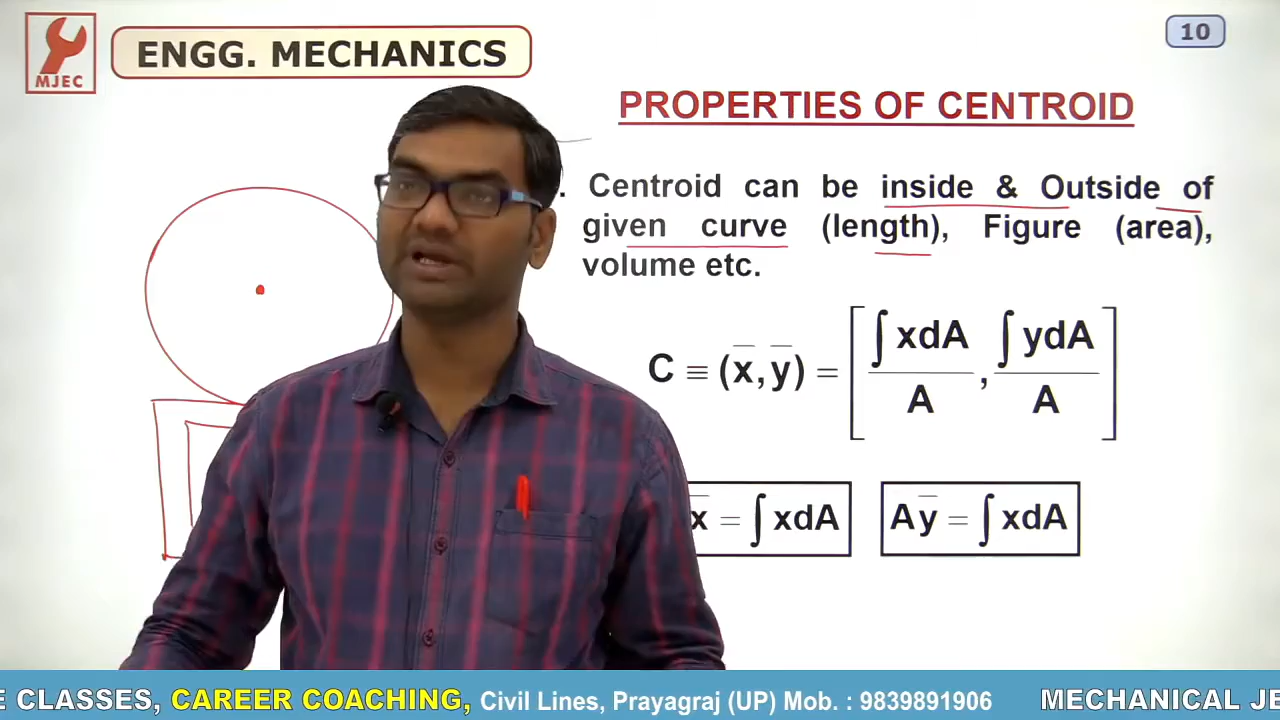 MJEC
ENGG. MECHANICS
10
PROPERTIES OF CENTROID
. Centroid can be inside & Outside of
given curve (length), Figure (area),
volume etc.
C ≡ (x̅, y̅) = [ ∫ xdA / A , ∫ ydA / A ]
x̅ = ∫ xdA
Ay̅ = ∫ xdA
E CLASSES, CAREER COACHING, Civil Lines, Prayagraj (UP) Mob. : 9839891906 MECHANICAL JE